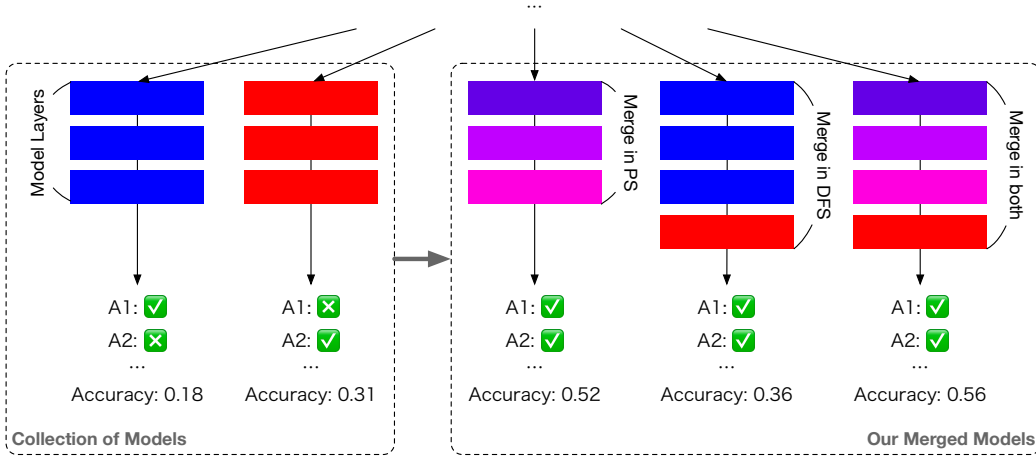 ...
Model Layers
Merge in PS
Merge in DFS
Merge in both
A1: ✅
A2: ❎
...
Accuracy: 0.18
A1: ❎
A2: ✅
...
Accuracy: 0.31
A1: ✅
A2: ✅
...
Accuracy: 0.52
A1: ✅
A2: ✅
...
Accuracy: 0.36
A1: ✅
A2: ✅
...
Accuracy: 0.56
Collection of Models
Our Merged Models